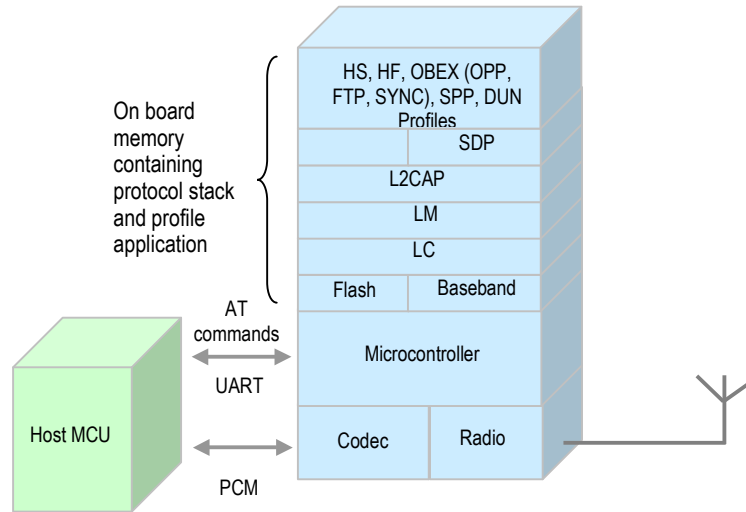 HS, HF, OBEX (OPP,
FTP, SYNC), SPP, DUN
Profiles
On board
memory
containing
protocol stack
and profile
application
SDP
L2CAP
LM
LC
Flash
Baseband
AT
commands
UART
Microcontroller
Host MCU
Codec
Radio
PCM